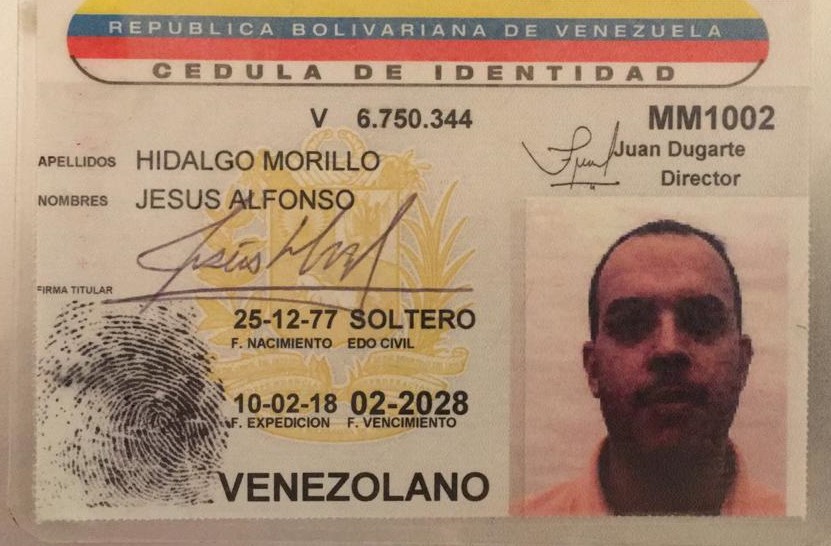 REPUBLICA BOLIVARIANA DE VENEZUELA
CEDULA DE IDENTIDAD
V 6.750.344
MM1002
Juan Dugarte
Director
APELLIDOS HIDALGO MORILLO
NOMBRES JESUS ALFONSO
FIRMA TITULAR
25-12-77 SOLTERO
F. NACIMIENTO EDO CIVIL
10-02-18 02-2028
F. EXPEDICION F. VENCIMIENTO
VENEZOLANO